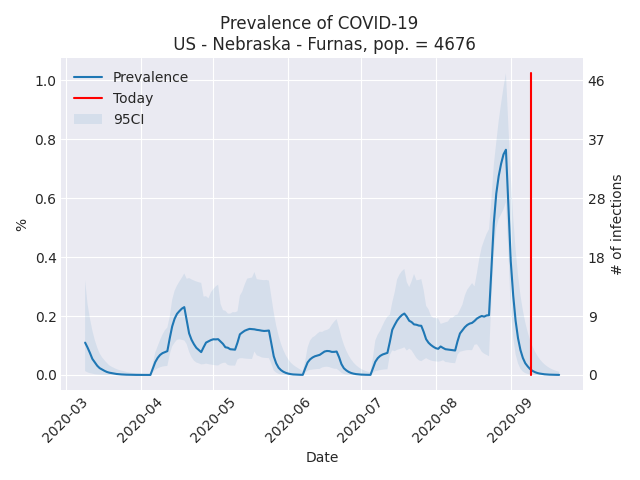 Prevalence of COVID-19
US - Nebraska - Furnas, pop. = 4676
Prevalence
Today
95CI
1.0
0.8
0.6
0.4
0.2
0.0
%
46
37
28
18
9
0
# of infections
2020-03
2020-04
2020-05
2020-06
2020-07
2020-08
2020-09
Date